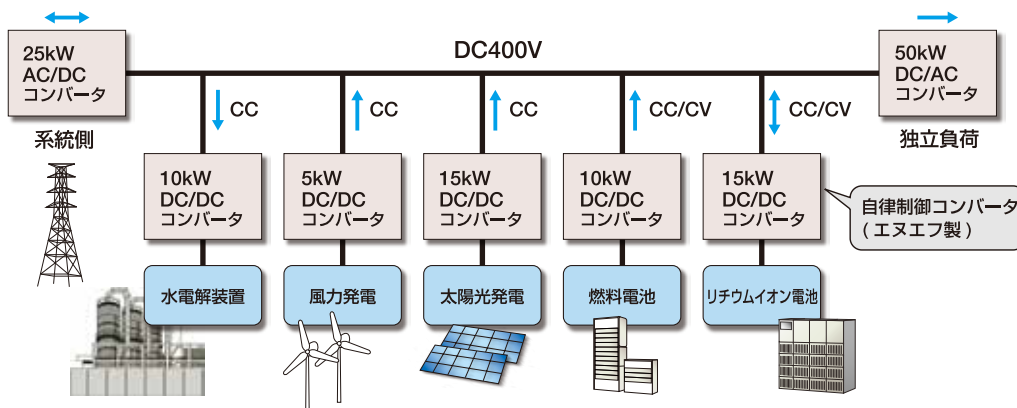 25kW
AC/DC
コンバータ
系統側
DC400V
50kW
DC/AC
コンバータ
独立負荷
CC
CC
CC
CC/CV
CC/CV
10kW
DC/DC
コンバータ
5kW
DC/DC
コンバータ
15kW
DC/DC
コンバータ
10kW
DC/DC
コンバータ
15kW
DC/DC
コンバータ
自律制御コンバータ
(エヌエフ製)
水電解装置
風力発電
太陽光発電
燃料電池
リチウムイオン電池